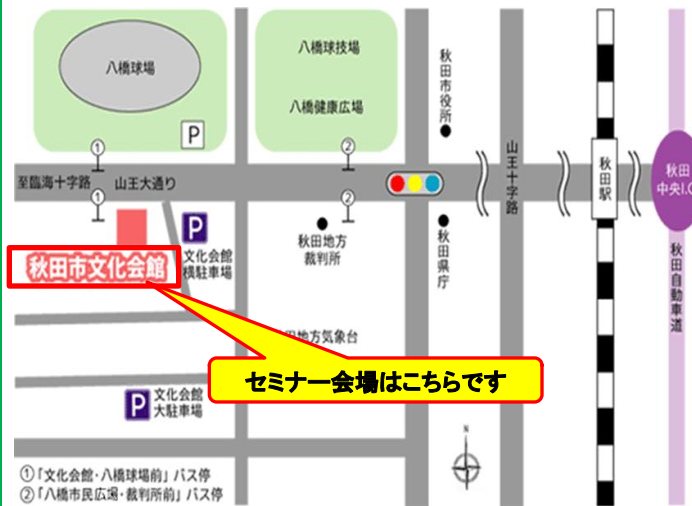 八橋球場
P
八橋球技場
八橋健康広場
秋田市役所
山王十字路
秋田駅
秋田
中央I.C
①
②
至臨海十字路
山王大通り
①
②
P
文化会館
横駐車場
秋田地方
裁判所
秋田県庁
秋田自動車道
秋田市文化会館
田地方気象台
セミナー会場はこちらです
P
文化会館
大駐車場
N
①「文化会館・八橋球場前」バス停
②「八橋市民広場・裁判所前」バス停